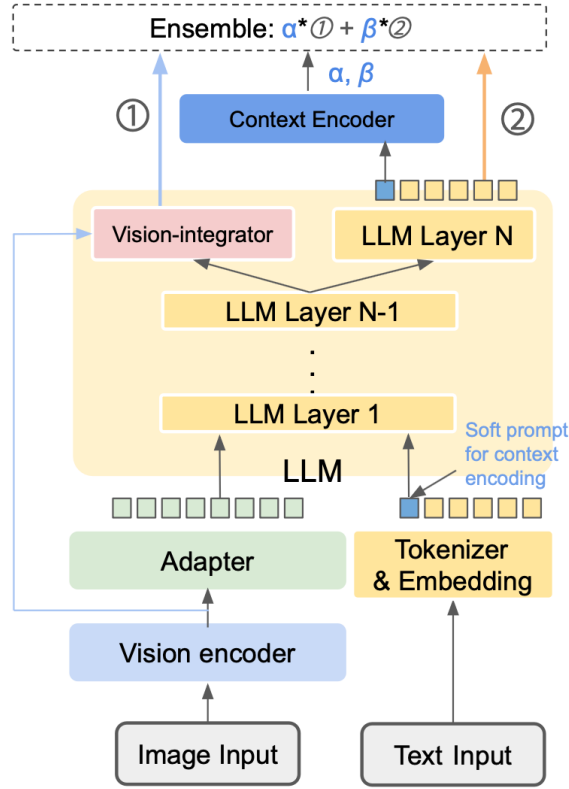 Ensemble: α*① + β*②
α, β
①
Context Encoder
②
Vision-integrator
LLM Layer N
LLM Layer N-1
.
.
.
LLM Layer 1
Soft prompt
for context
encoding
LLM
Adapter
Tokenizer
& Embedding
Vision encoder
Image Input
Text Input